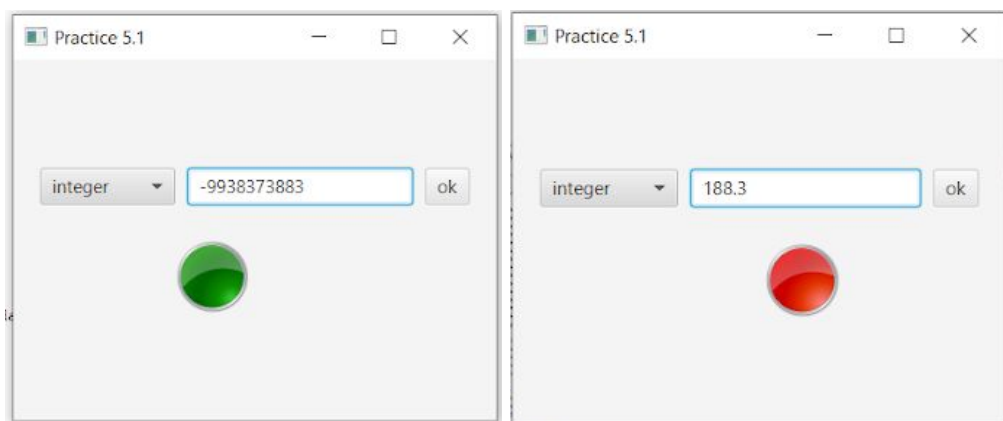 Practice 5.1
integer
-9938373883
ok
Practice 5.1
integer
188.3
ok